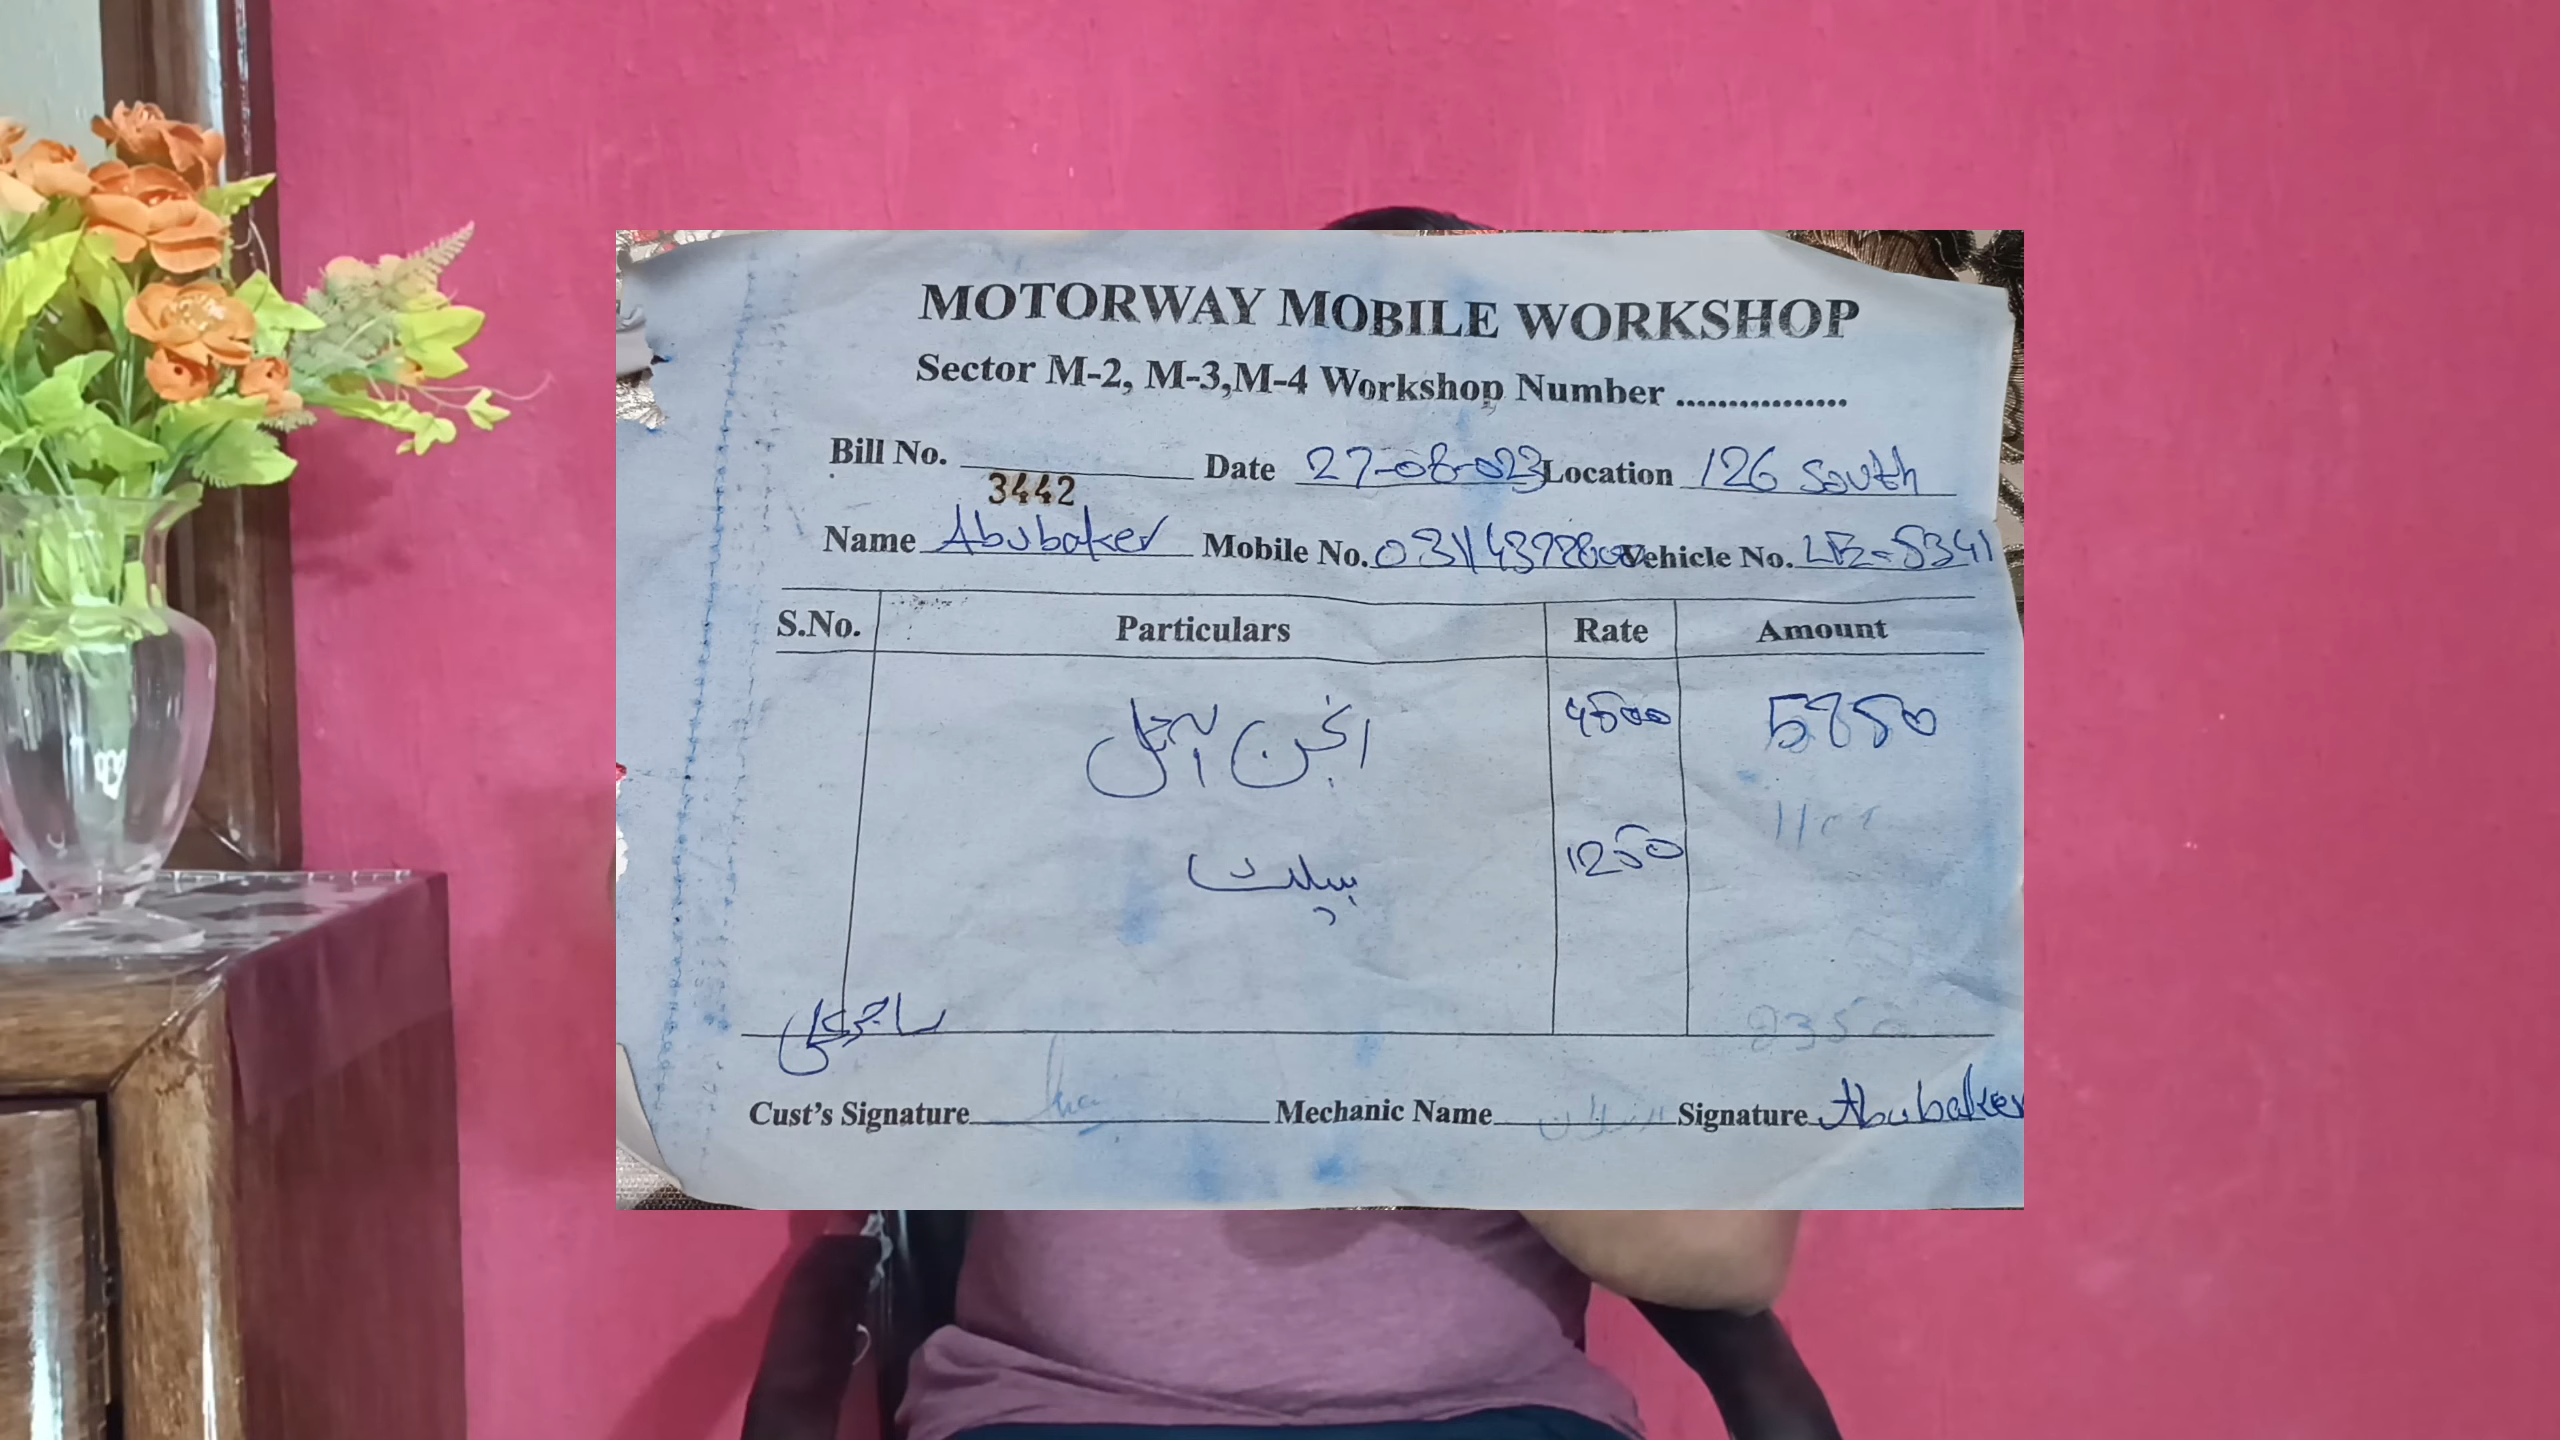 MOTORWAY MOBILE WORKSHOP
Sector M-2, M-3,M-4 Workshop Number ................
Bill No. 3442 Date 27-08-023 Location 126 South
Name Abubaker Mobile No. Vehicle No.
S.No. Particulars Rate Amount
انجن آئل 4500 5750
بیلٹ 1250
Cust's Signature Mechanic Name Signature Abubaker